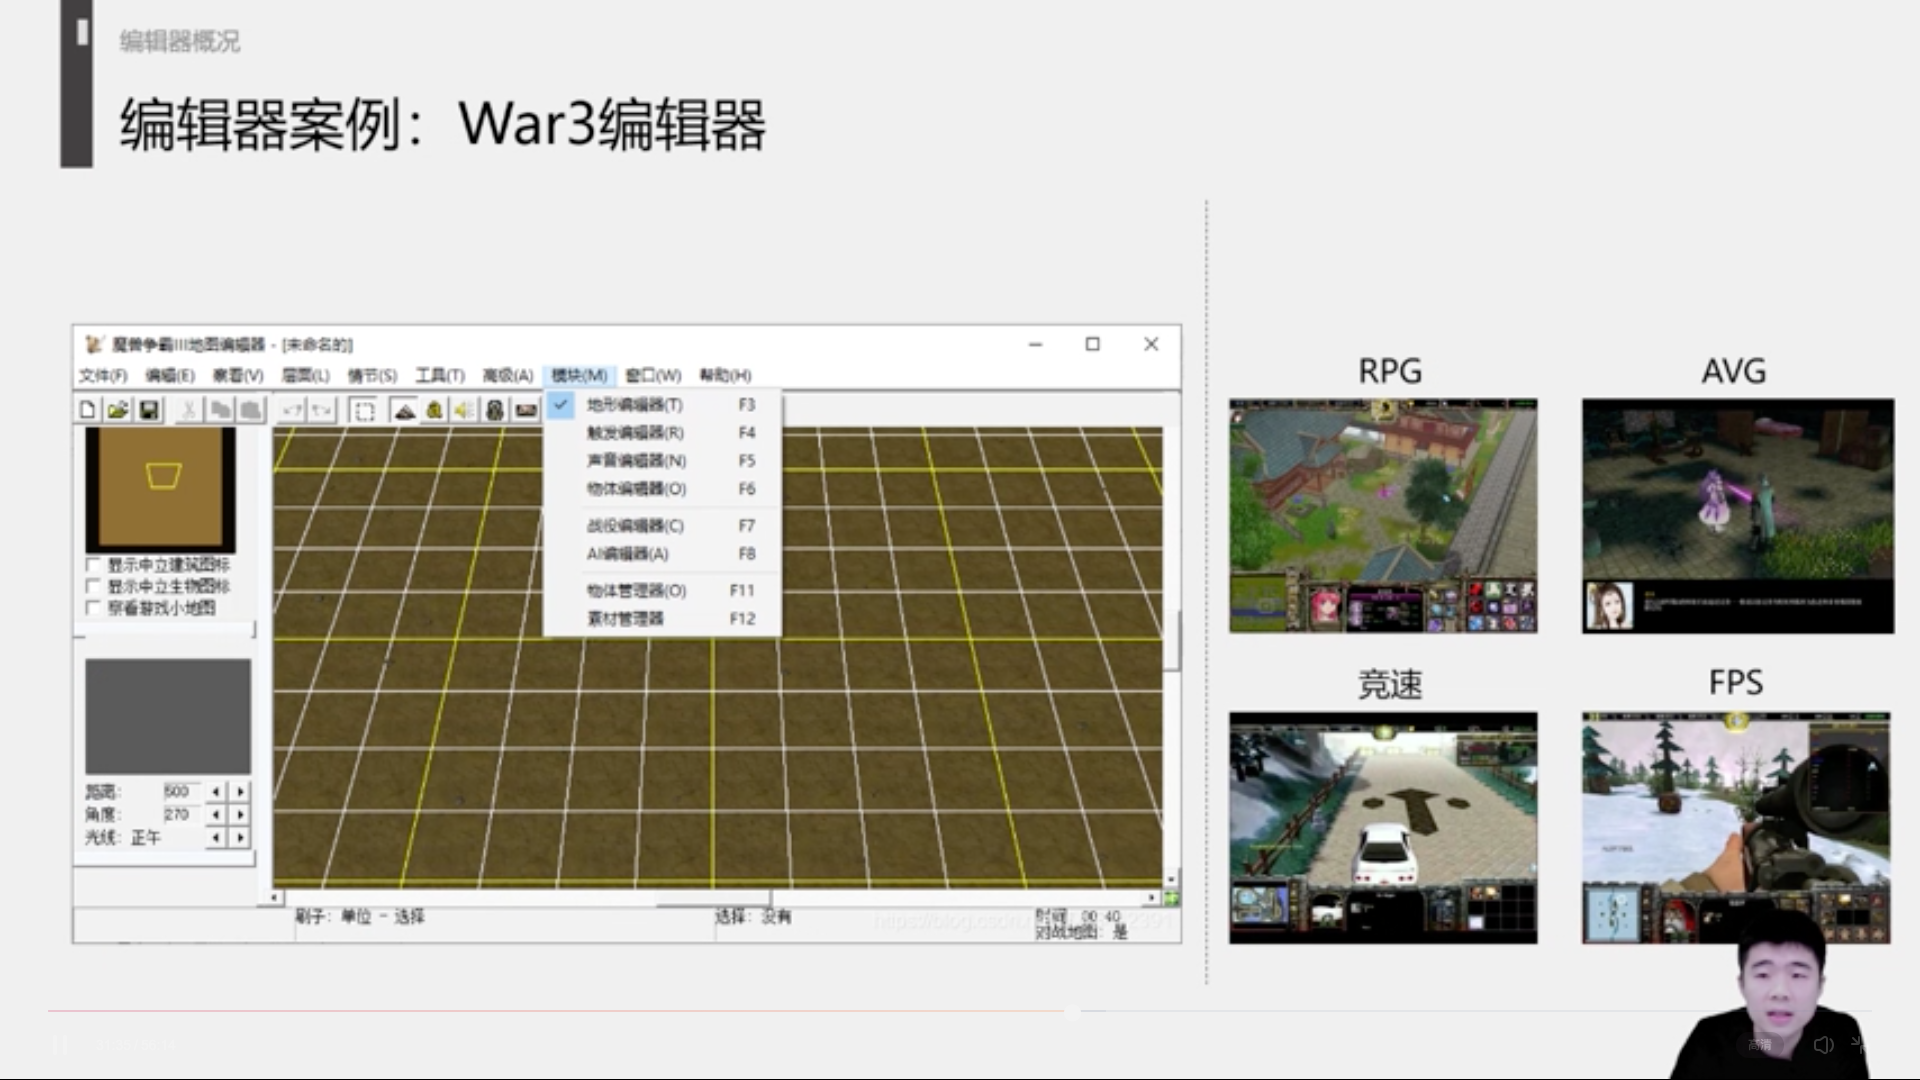 编辑器概况
编辑器案例：War3编辑器
魔兽争霸III地图编辑器 - [未命名的]
文件(F) 编辑(E) 察看(V) 层面(L) 情节(S) 工具(T) 高级(A) 模块(M) 窗口(W) 帮助(H)
地形编辑器(T) F3
触发编辑器(R) F4
声音编辑器(N) F5
物体编辑器(O) F6
战役编辑器(C) F7
AI编辑器(A) F8
物体管理器(O) F11
素材管理器 F12
显示中立建筑图标
显示中立生物图标
察看游戏小地图
距离: 500
角度: 270
光线: 正午
刷子: 单位 - 选择
选择: 没有
时间 00 40
对战地图: 是
RPG
AVG
竞速
FPS
高清